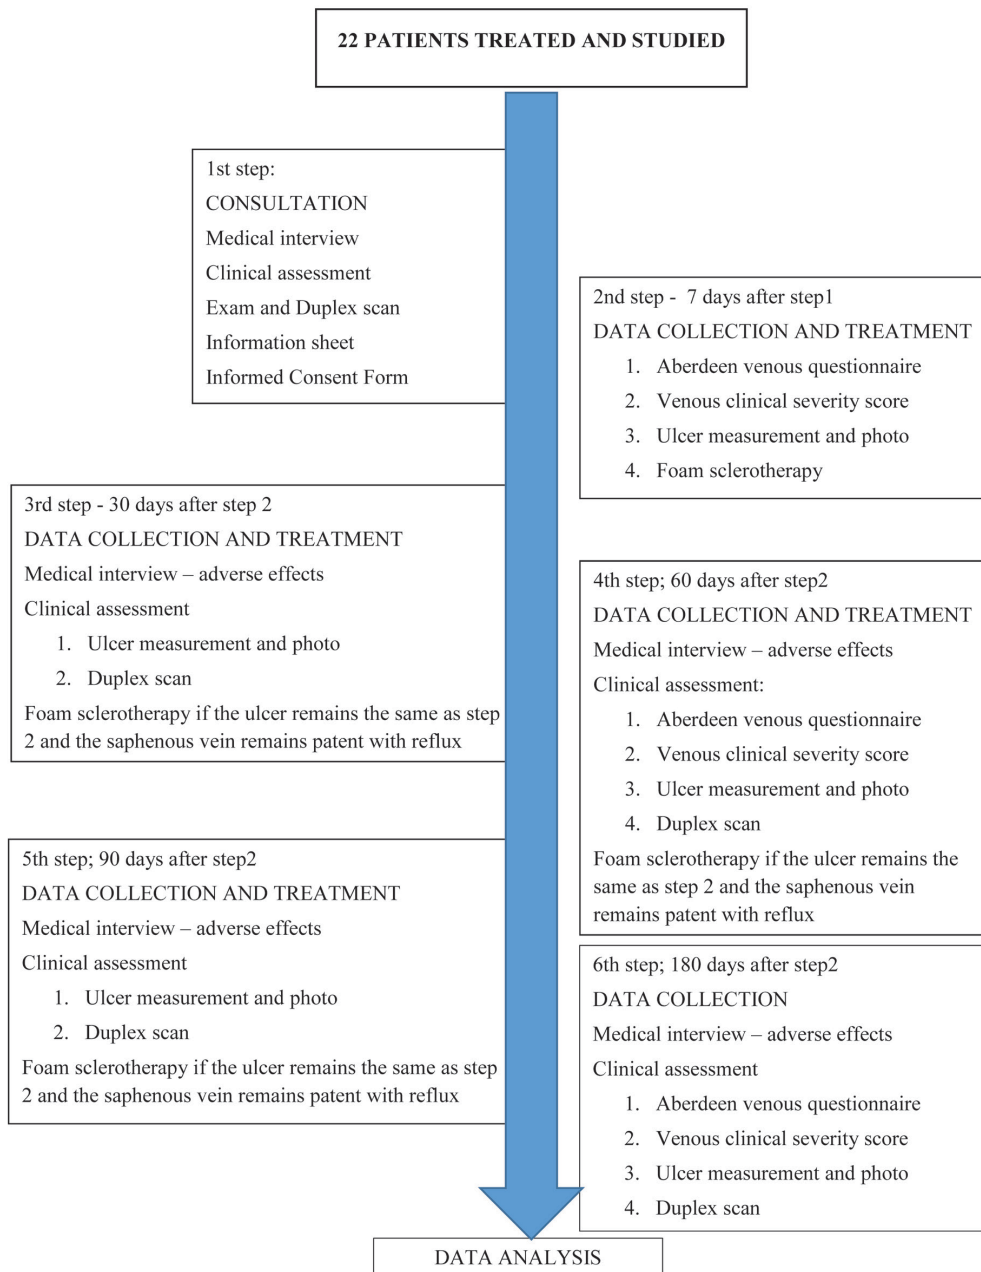 22 PATIENTS TREATED AND STUDIED
1st step:
CONSULTATION
Medical interview
Clinical assessment
Exam and Duplex scan
Information sheet
Informed Consent Form
2nd step - 7 days after step1
DATA COLLECTION AND TREATMENT
1. Aberdeen venous questionnaire
2. Venous clinical severity score
3. Ulcer measurement and photo
4. Foam sclerotherapy
3rd step - 30 days after step 2
DATA COLLECTION AND TREATMENT
Medical interview – adverse effects
Clinical assessment
1. Ulcer measurement and photo
2. Duplex scan
Foam sclerotherapy if the ulcer remains the same as step
2 and the saphenous vein remains patent with reflux
4th step; 60 days after step2
DATA COLLECTION AND TREATMENT
Medical interview – adverse effects
Clinical assessment:
1. Aberdeen venous questionnaire
2. Venous clinical severity score
3. Ulcer measurement and photo
4. Duplex scan
Foam sclerotherapy if the ulcer remains the
same as step 2 and the saphenous vein
remains patent with reflux
5th step; 90 days after step2
DATA COLLECTION AND TREATMENT
Medical interview – adverse effects
Clinical assessment
1. Ulcer measurement and photo
2. Duplex scan
Foam sclerotherapy if the ulcer remains the same as step
2 and the saphenous vein remains patent with reflux
6th step; 180 days after step2
DATA COLLECTION
Medical interview – adverse effects
Clinical assessment
1. Aberdeen venous questionnaire
2. Venous clinical severity score
3. Ulcer measurement and photo
4. Duplex scan
DATA ANALYSIS